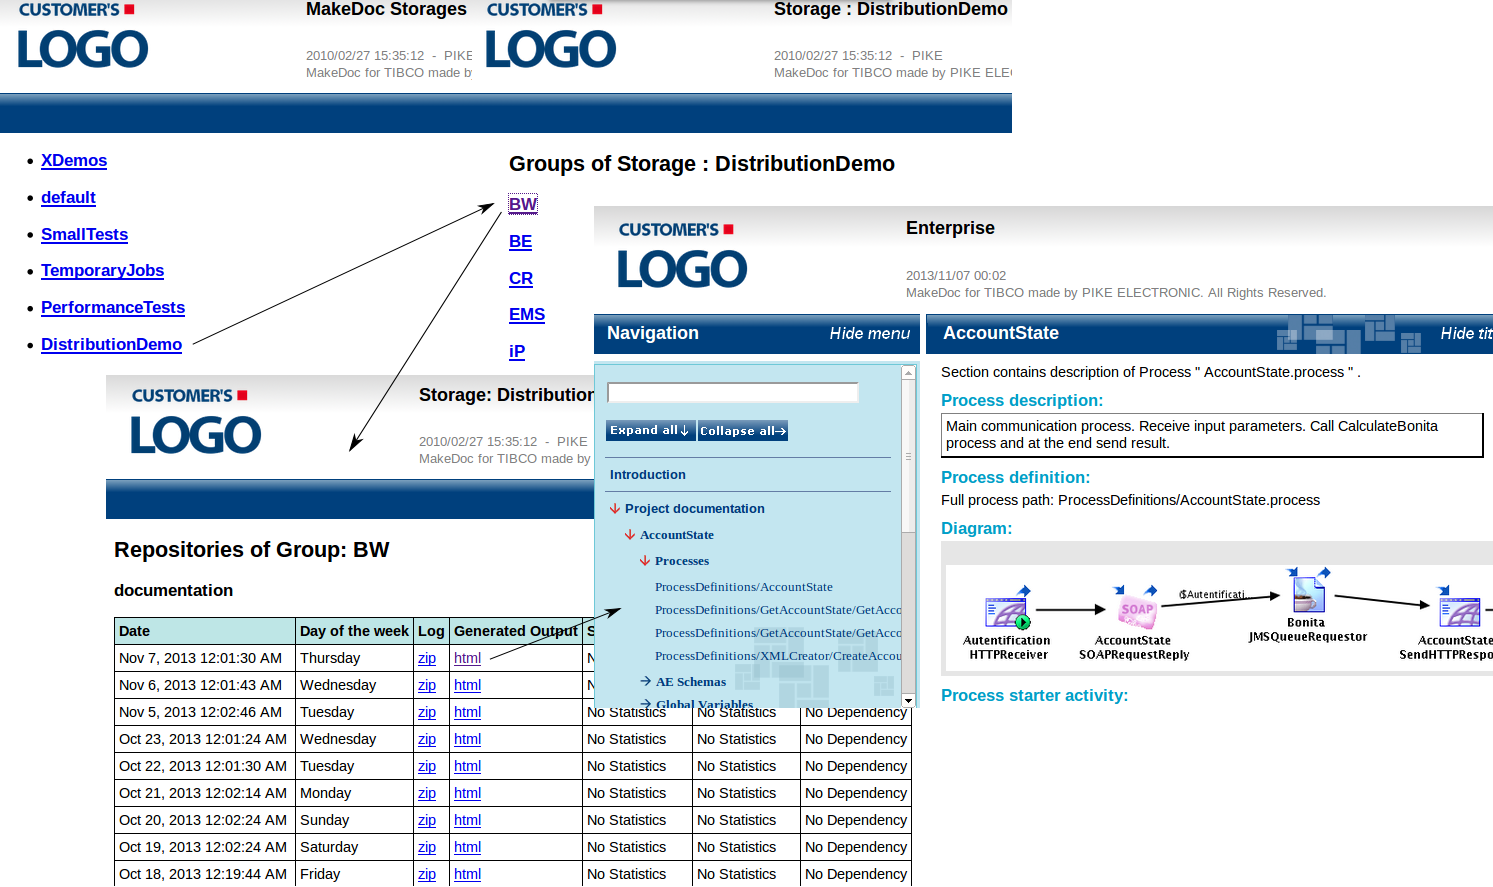 CUSTOMER'S
LOGO
MakeDoc Storages
2010/02/27 15:35:12 - PIKE
MakeDoc for TIBCO made by
CUSTOMER'S
LOGO
Storage : DistributionDemo
2010/02/27 15:35:12 - PIKE
MakeDoc for TIBCO made by PIKE
• XDemos
• default
• SmallTests
• TemporaryJobs
• PerformanceTests
• DistributionDemo
Groups of Storage : DistributionDemo
BW
BE
CR
EMS
iP
CUSTOMER'S
LOGO
Storage: Distribution
2010/02/27 15:35:12 - PIKE
MakeDoc for TIBCO made by
Repositories of Group: BW
documentation
Date Day of the week Log Generated Output
Nov 7, 2013 12:01:30 AM Thursday zip html
Nov 6, 2013 12:01:43 AM Wednesday zip html
Nov 5, 2013 12:02:46 AM Tuesday zip html No Statistics No Statistics No Dependency
Oct 23, 2013 12:01:24 AM Wednesday zip html No Statistics No Statistics No Dependency
Oct 22, 2013 12:01:30 AM Tuesday zip html No Statistics No Statistics No Dependency
Oct 21, 2013 12:02:14 AM Monday zip html No Statistics No Statistics No Dependency
Oct 20, 2013 12:02:24 AM Sunday zip html No Statistics No Statistics No Dependency
Oct 19, 2013 12:02:24 AM Saturday zip html No Statistics No Statistics No Dependency
Oct 18, 2013 12:19:44 AM Friday zip html No Statistics No Statistics No Dependency
CUSTOMER'S
LOGO
Enterprise
2013/11/07 00:02
MakeDoc for TIBCO made by PIKE ELECTRONIC. All Rights Reserved.
Navigation Hide menu
Expand all↓ Collapse all→
Introduction
Project documentation
AccountState
Processes
ProcessDefinitions/AccountState
ProcessDefinitions/GetAccountState/GetAcco
ProcessDefinitions/GetAccountState/GetAcco
ProcessDefinitions/XMLCreator/CreateAccou
AE Schemas
Global Variables
AccountState Hide tit
Section contains description of Process " AccountState.process " .
Process description:
Main communication process. Receive input parameters. Call CalculateBonita
process and at the end send result.
Process definition:
Full process path: ProcessDefinitions/AccountState.process
Diagram:
Autentification
HTTPReceiver
SOAP
AccountState
SOAPRequestReply
($Autentificati...
Bonita
JMSQueueRequestor
AccountState
SendHTTPRespo
Process starter activity: